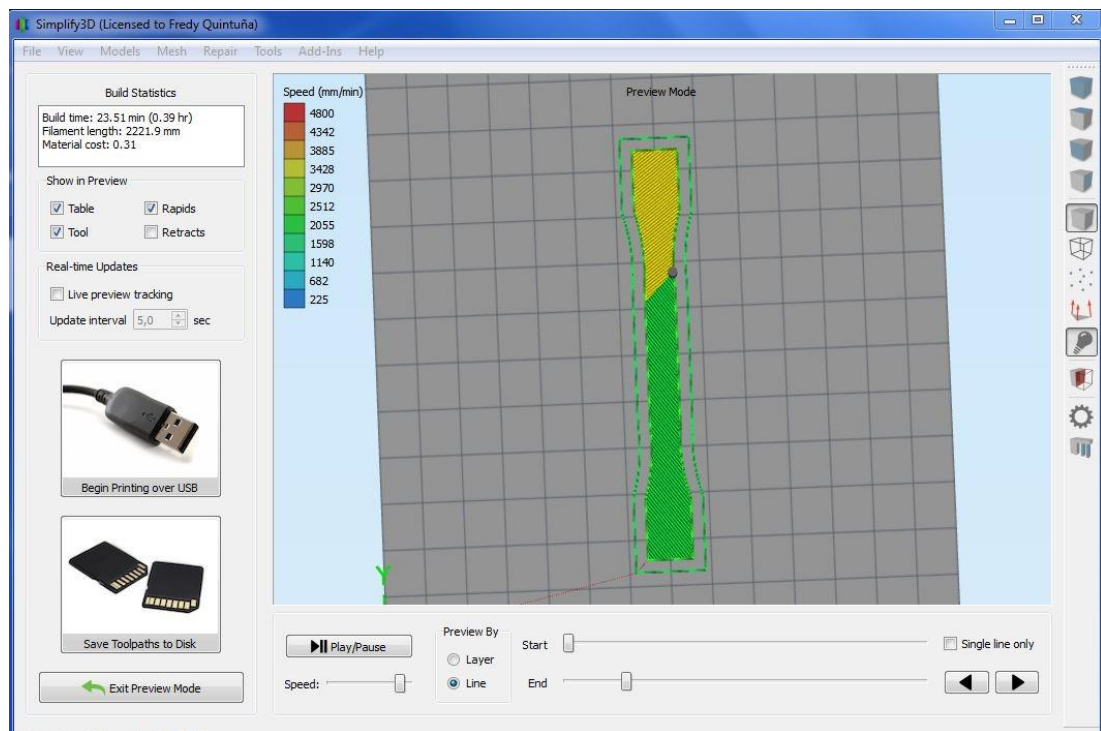 Simplify3D (Licensed to Fredy Quintuña)
File View Models Mesh Repair Tools Add-Ins Help
Build Statistics
Build time: 23.51 min (0.39 hr)
Filament length: 2221.9 mm
Material cost: 0.31
Show in Preview
Table Rapids
Tool Retracts
Real-time Updates
Live preview tracking
Update interval 5,0 sec
Begin Printing over USB
Save Toolpaths to Disk
Exit Preview Mode
Speed (mm/min)
4800
4342
3885
3428
2970
2512
2055
1598
1140
682
225
Preview Mode
Y
Play/Pause
Speed:
Preview By
Layer
Line
Start
End
Single line only